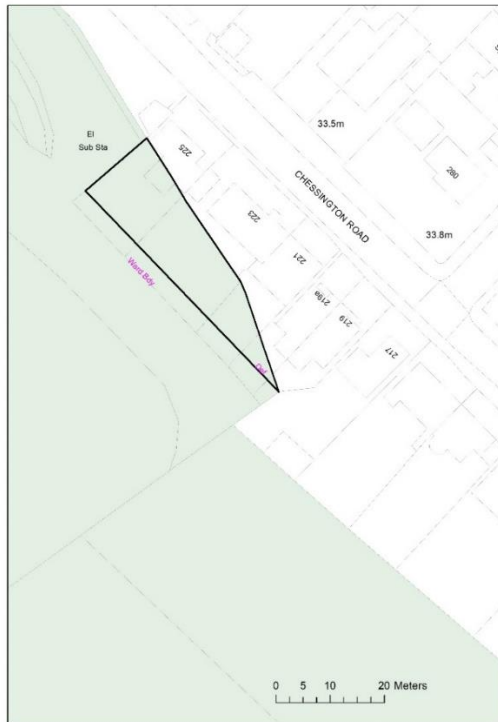 El
Sub Sta
33.5m
225
280
CHESSINGTON ROAD
223
33.8m
221
Ward Bdy
219a
219
217
Def
0 5 10 20 Meters